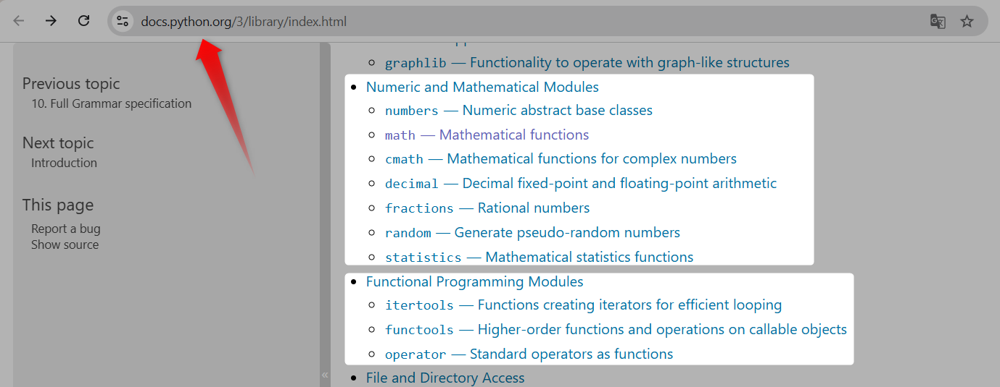 docs.python.org/3/library/index.html
Previous topic
10. Full Grammar specification
Next topic
Introduction
This page
Report a bug
Show source
«
graphlib — Functionality to operate with graph-like structures
Numeric and Mathematical Modules
numbers — Numeric abstract base classes
math — Mathematical functions
cmath — Mathematical functions for complex numbers
decimal — Decimal fixed-point and floating-point arithmetic
fractions — Rational numbers
random — Generate pseudo-random numbers
statistics — Mathematical statistics functions
Functional Programming Modules
itertools — Functions creating iterators for efficient looping
functools — Higher-order functions and operations on callable objects
operator — Standard operators as functions
File and Directory Access